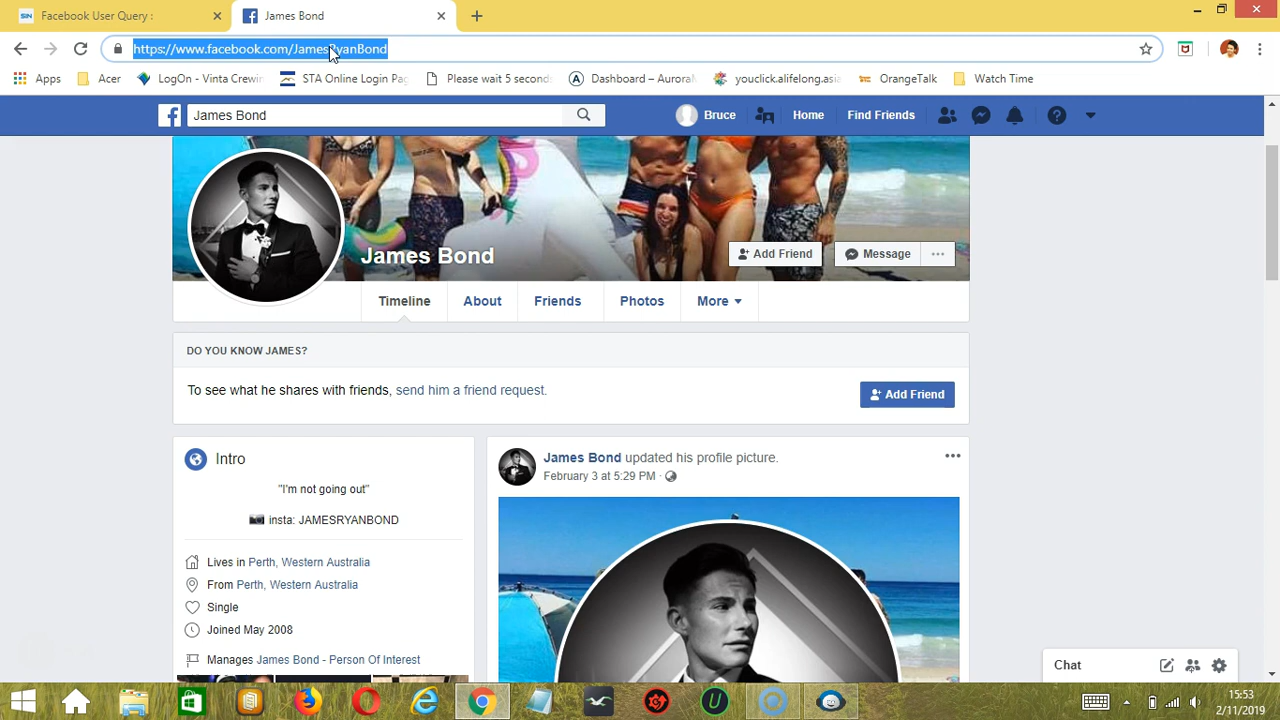 SIN Facebook User Query : James Bond
https://www.facebook.com/JamesRyanBond
Apps Acer LogOn - Vinta Crewin STA Online Login Pag Please wait 5 seconds Dashboard – AuroraM youclick.alifelong.asia OrangeTalk Watch Time
James Bond Bruce Home Find Friends
James Bond
Add Friend Message
Timeline About Friends Photos More
DO YOU KNOW JAMES?
To see what he shares with friends, send him a friend request.
Add Friend
Intro
"I'm not going out"
insta: JAMESRYANBOND
Lives in Perth, Western Australia
From Perth, Western Australia
Single
Joined May 2008
Manages James Bond - Person Of Interest
James Bond updated his profile picture.
February 3 at 5:29 PM ·
Chat
15:53
2/11/2019